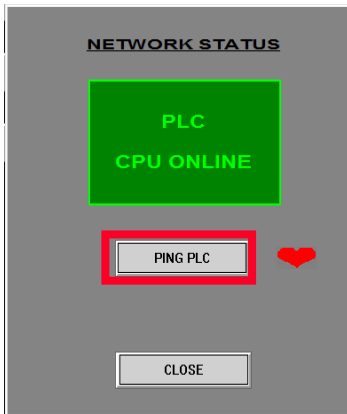 NETWORK STATUS
PLC
CPU ONLINE
PING PLC
CLOSE